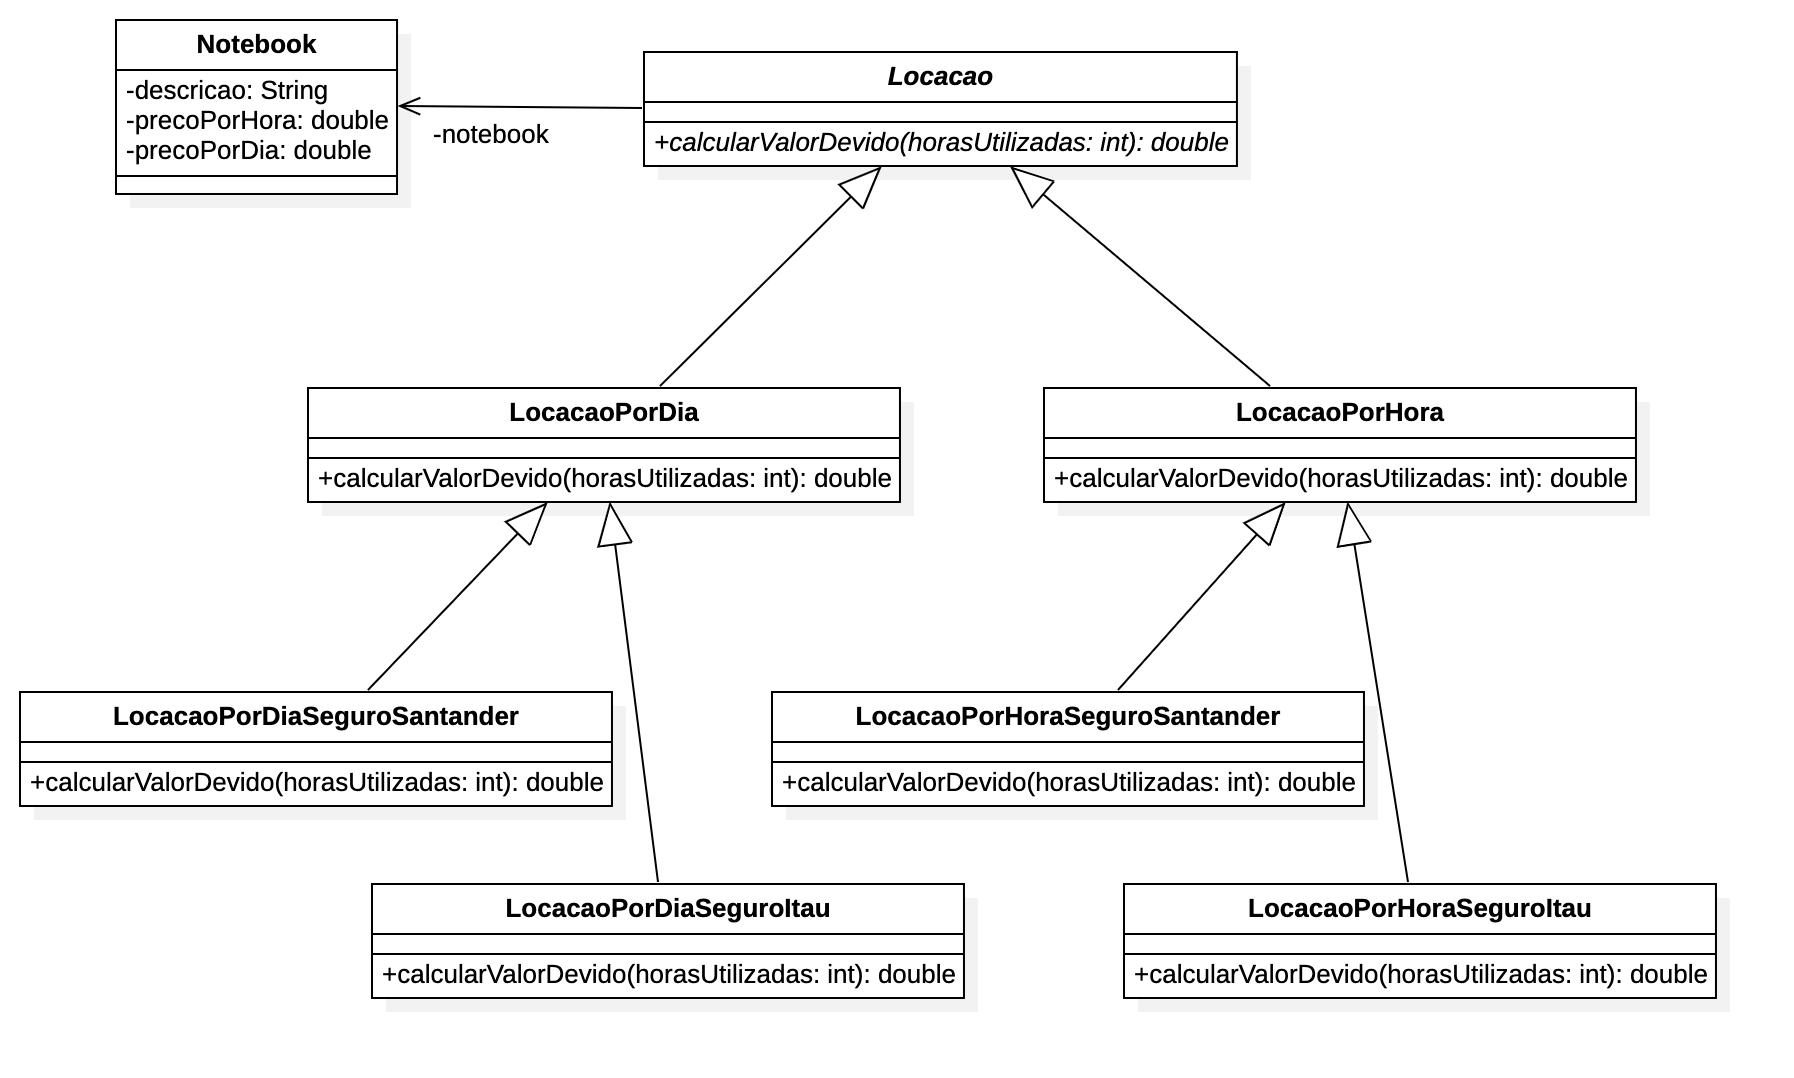 Notebook
-descricao: String
-precoPorHora: double
-precoPorDia: double
-notebook
Locacao
+calcularValorDevido(horasUtilizadas: int): double
LocacaoPorDia
+calcularValorDevido(horasUtilizadas: int): double
LocacaoPorHora
+calcularValorDevido(horasUtilizadas: int): double
LocacaoPorDiaSeguroSantander
+calcularValorDevido(horasUtilizadas: int): double
LocacaoPorHoraSeguroSantander
+calcularValorDevido(horasUtilizadas: int): double
LocacaoPorDiaSeguroItau
+calcularValorDevido(horasUtilizadas: int): double
LocacaoPorHoraSeguroItau
+calcularValorDevido(horasUtilizadas: int): double